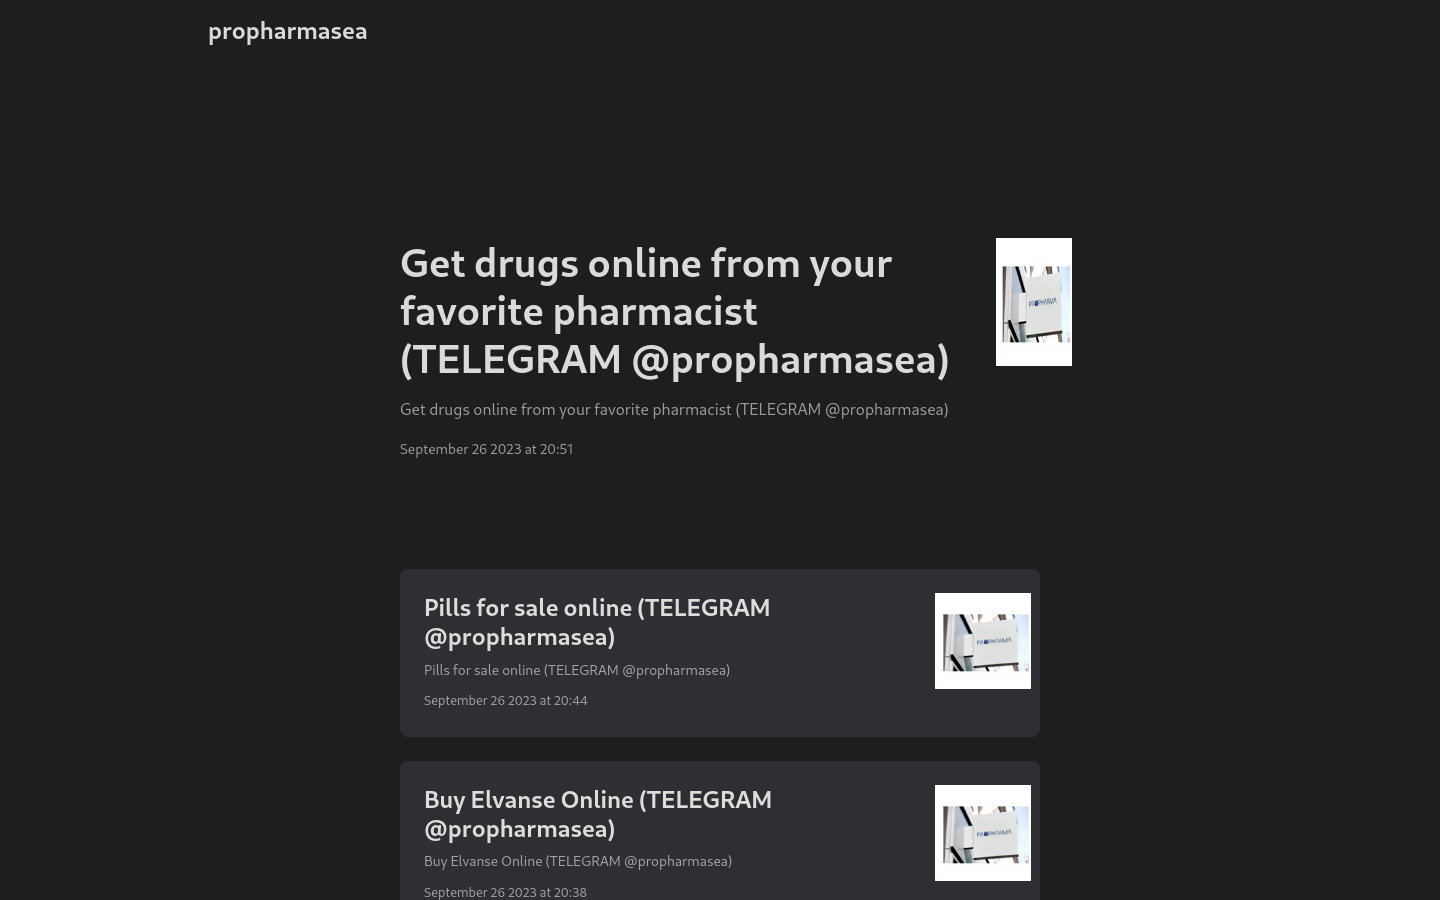 propharmasea
Get drugs online from your
favorite pharmacist
(TELEGRAM @propharmasea)
Get drugs online from your favorite pharmacist (TELEGRAM @propharmasea)
September 26 2023 at 20:51
PROPHARMA
Pills for sale online (TELEGRAM
@propharmasea)
Pills for sale online (TELEGRAM @propharmasea)
September 26 2023 at 20:44
PROPHARMA
Buy Elvanse Online (TELEGRAM
@propharmasea)
Buy Elvanse Online (TELEGRAM @propharmasea)
September 26 2023 at 20:38
PROPHARMA